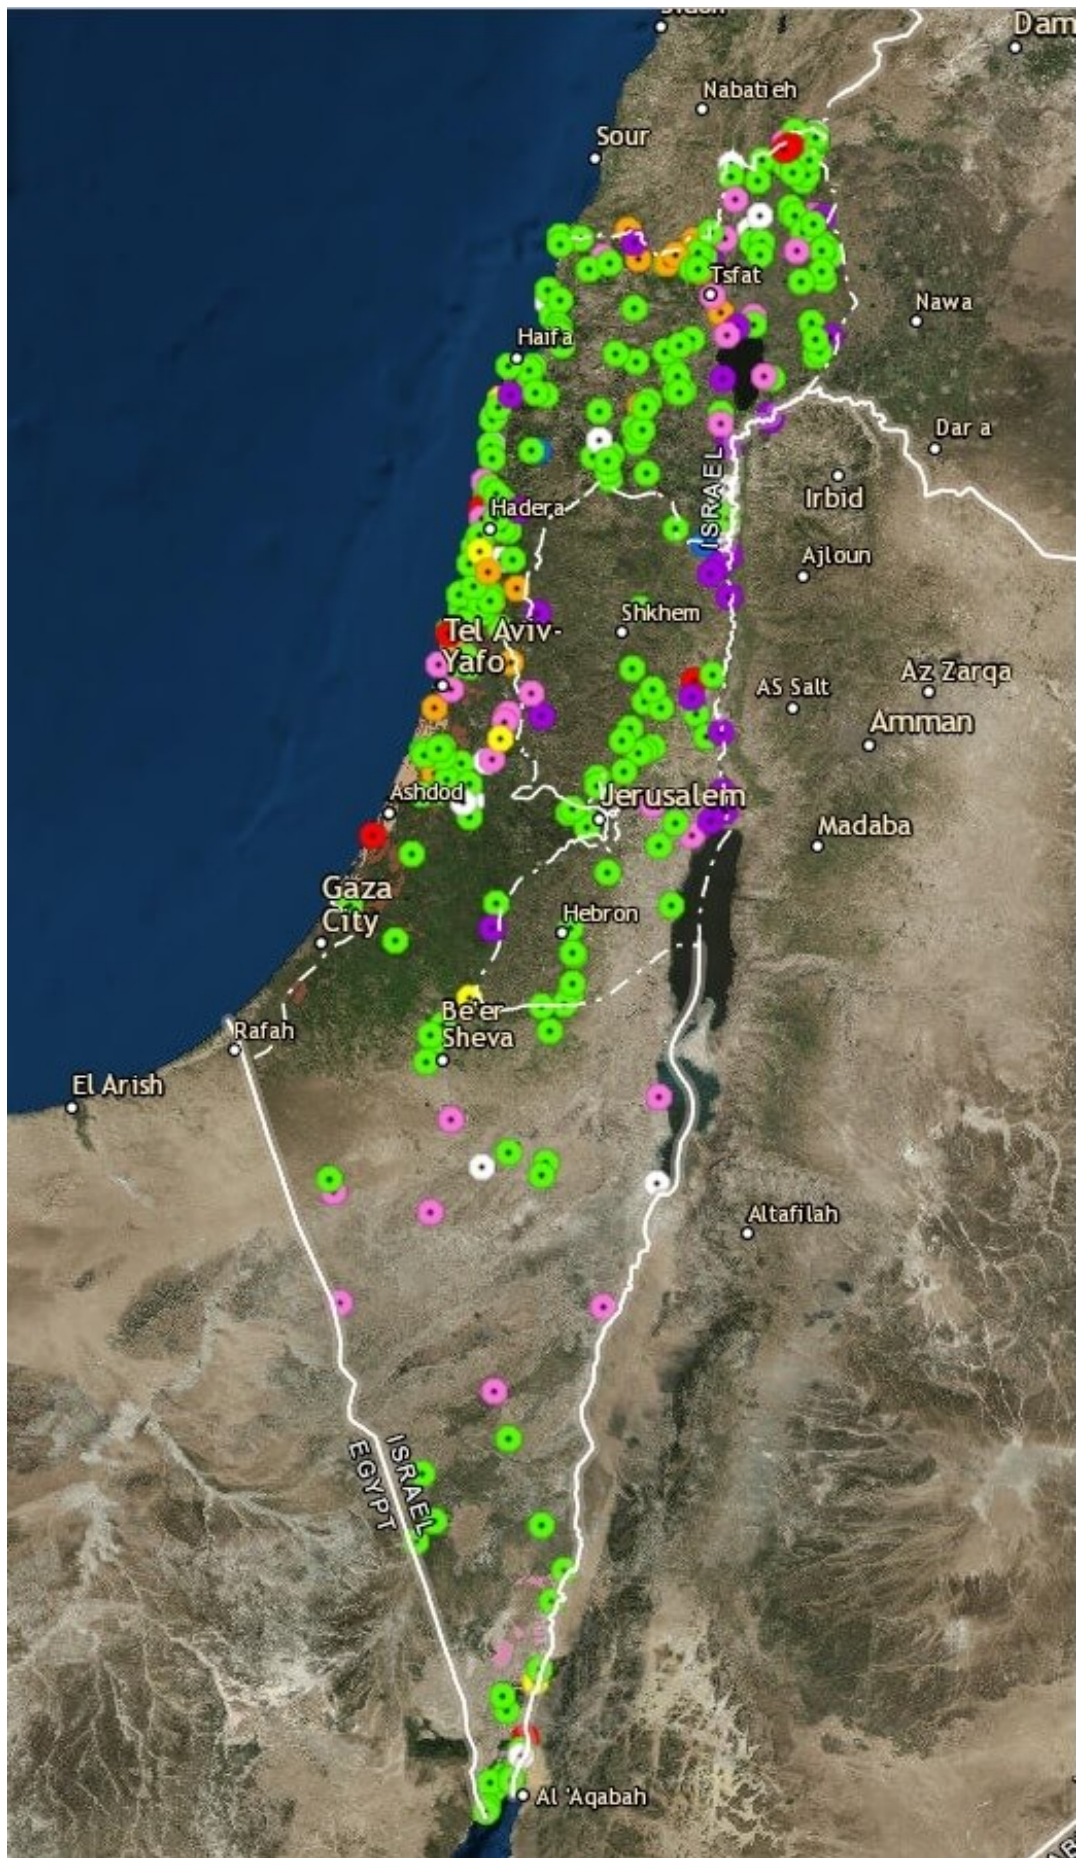 Dam
Nabatieh
Sour
Tsfat
Nawa
Haifa
Dar a
ISRAEL
Irbid
Hadera
Ajloun
Shkhem
Tel Aviv-
Yafo
AS Salt
Az Zarqa
Amman
Ashdod
Jerusalem
Madaba
Gaza
City
Hebron
Be'er
Sheva
Rafah
El Arish
Altafilah
ISRAEL
EGYPT
Al 'Aqabah